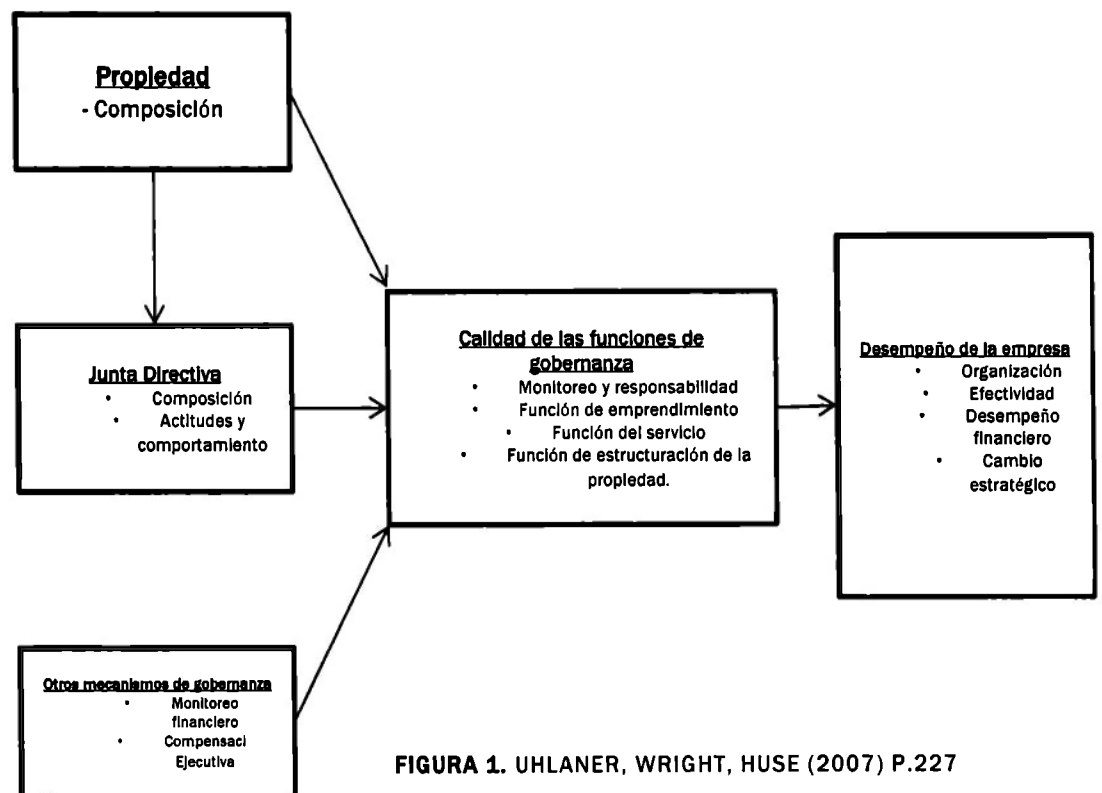 Propiedad
- Composición
Junta Directiva
• Composición
• Actitudes y
comportamiento
Otros mecanismos de gobernanza
• Monitoreo
financiero
• Compensaci
Ejecutiva
Calidad de las funciones de
gobernanza
• Monitoreo y responsabilidad
• Función de emprendimiento
• Función del servicio
• Función de estructuración de la
propiedad.
Desempeño de la empresa
• Organización
• Efectividad
• Desempeño
financiero
• Cambio
estratégico
FIGURA 1. UHLANER, WRIGHT, HUSE (2007) P.227